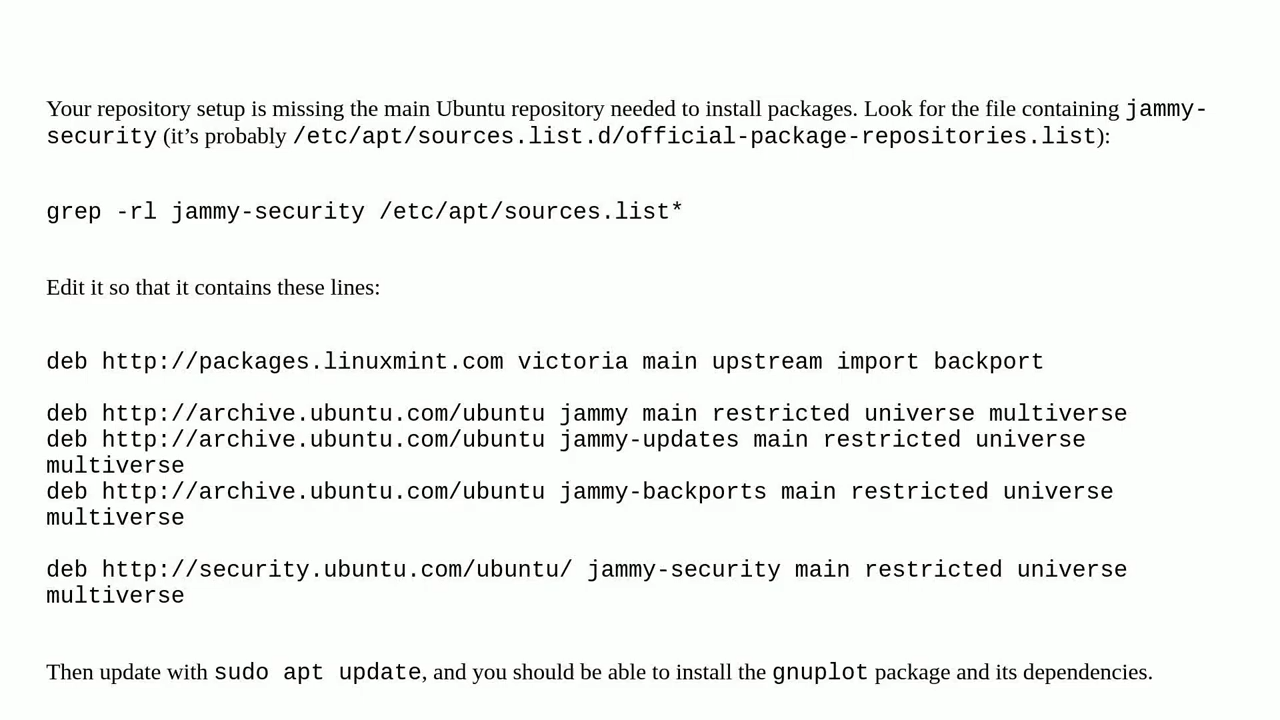 Your repository setup is missing the main Ubuntu repository needed to install packages. Look for the file containing jammy-
security (it’s probably /etc/apt/sources.list.d/official-package-repositories.list):
grep -rl jammy-security /etc/apt/sources.list*
Edit it so that it contains these lines:
deb http://packages.linuxmint.com victoria main upstream import backport
deb http://archive.ubuntu.com/ubuntu jammy main restricted universe multiverse
deb http://archive.ubuntu.com/ubuntu jammy-updates main restricted universe
multiverse
deb http://archive.ubuntu.com/ubuntu jammy-backports main restricted universe
multiverse
deb http://security.ubuntu.com/ubuntu/ jammy-security main restricted universe
multiverse
Then update with sudo apt update, and you should be able to install the gnuplot package and its dependencies.